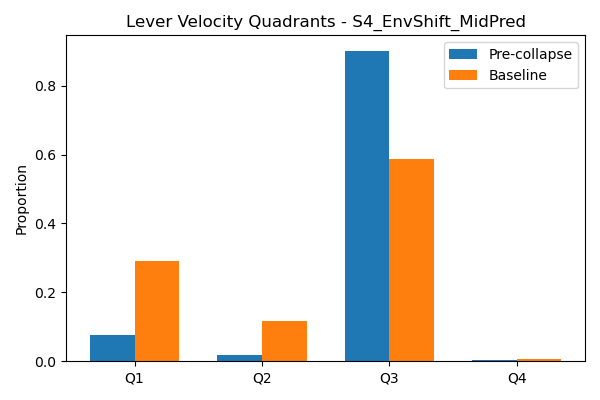 Lever Velocity Quadrants - S4_EnvShift_MidPred
Pre-collapse
Baseline
Proportion
0.8
0.6
0.4
0.2
0.0
Q1 Q2 Q3 Q4